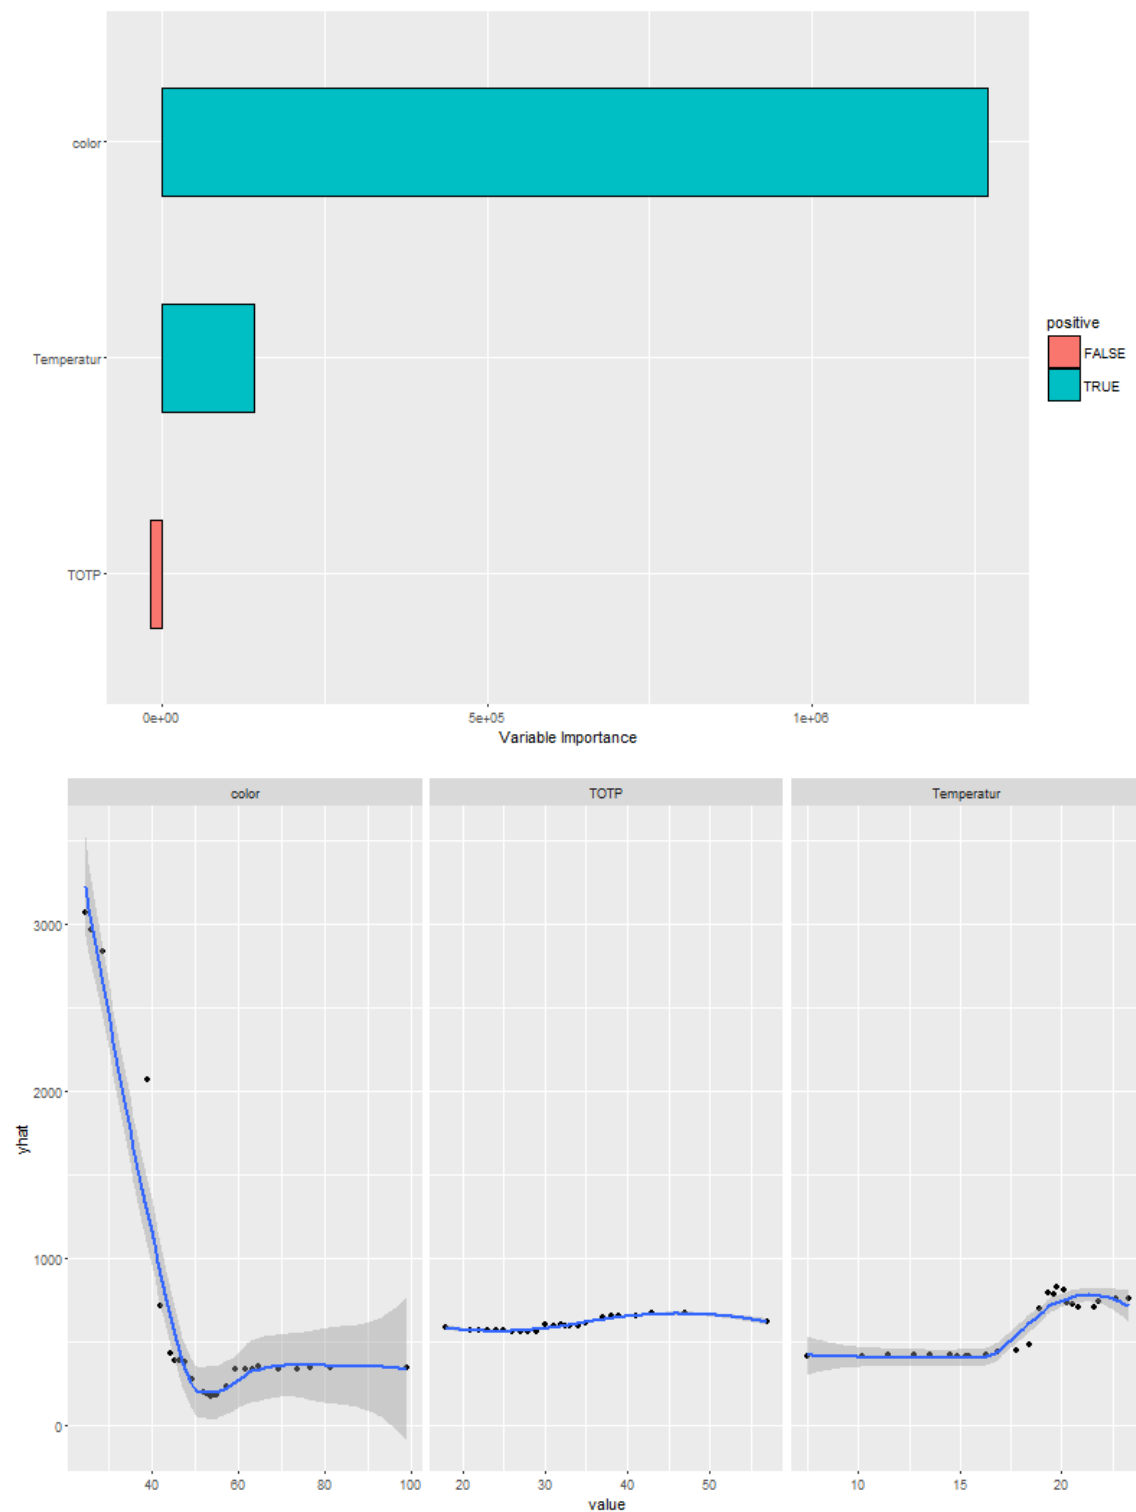 color
Temperatur
TOTP
positive
FALSE
TRUE
0e+00 5e+05 1e+06
Variable Importance
color TOTP Temperatur
3000
2000
1000
0
yhat
40 60 80 100 20 30 40 50 10 15 20
value